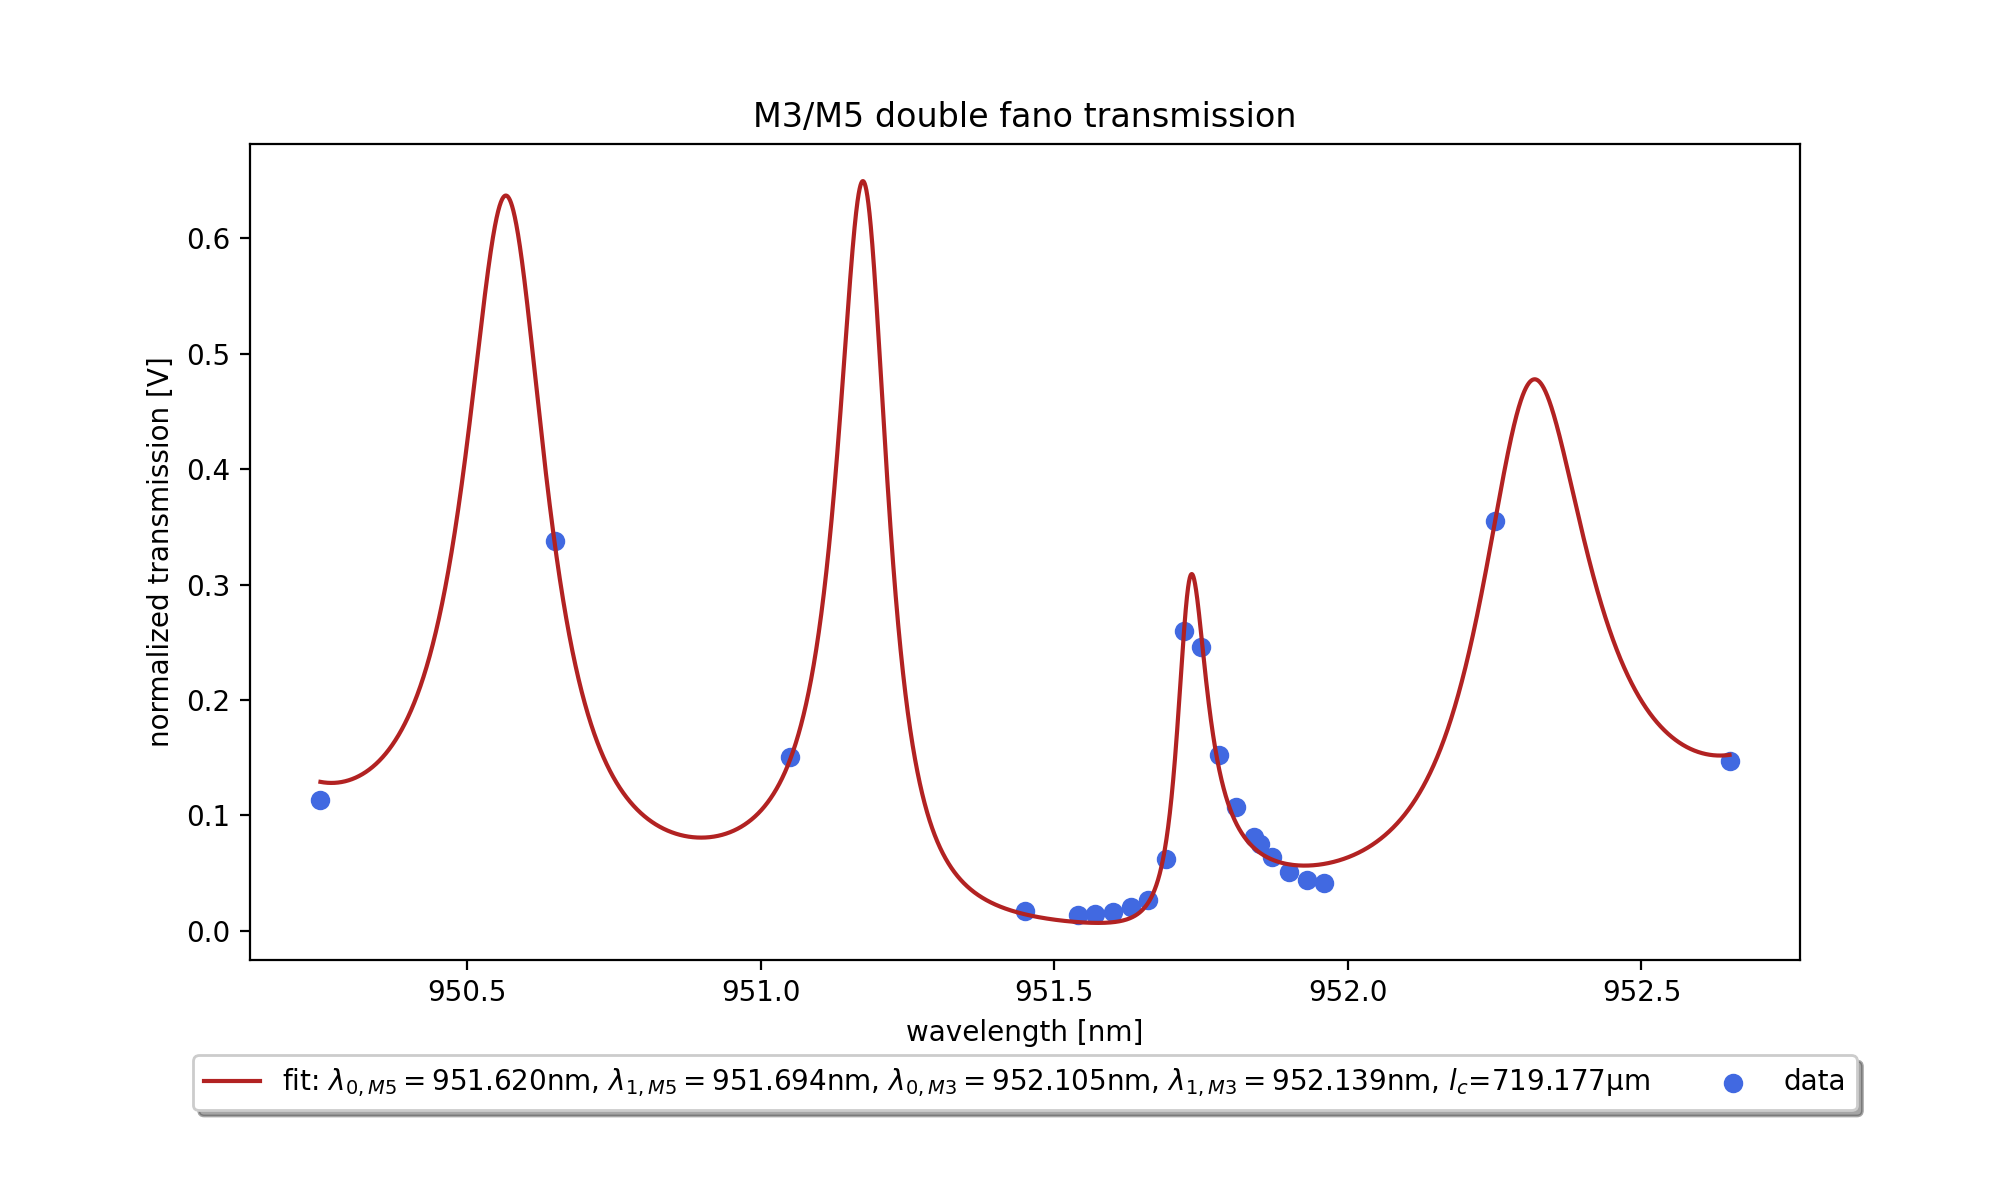 M3/M5 double fano transmission
normalized transmission [V]
0.6
0.5
0.4
0.3
0.2
0.1
0.0
950.5 951.0 951.5 952.0 952.5
wavelength [nm]
fit: λ₀,M5 = 951.620nm, λ₁,M5 = 951.694nm, λ₀,M3 = 952.105nm, λ₁,M3 = 952.139nm, l_c=719.177μm data